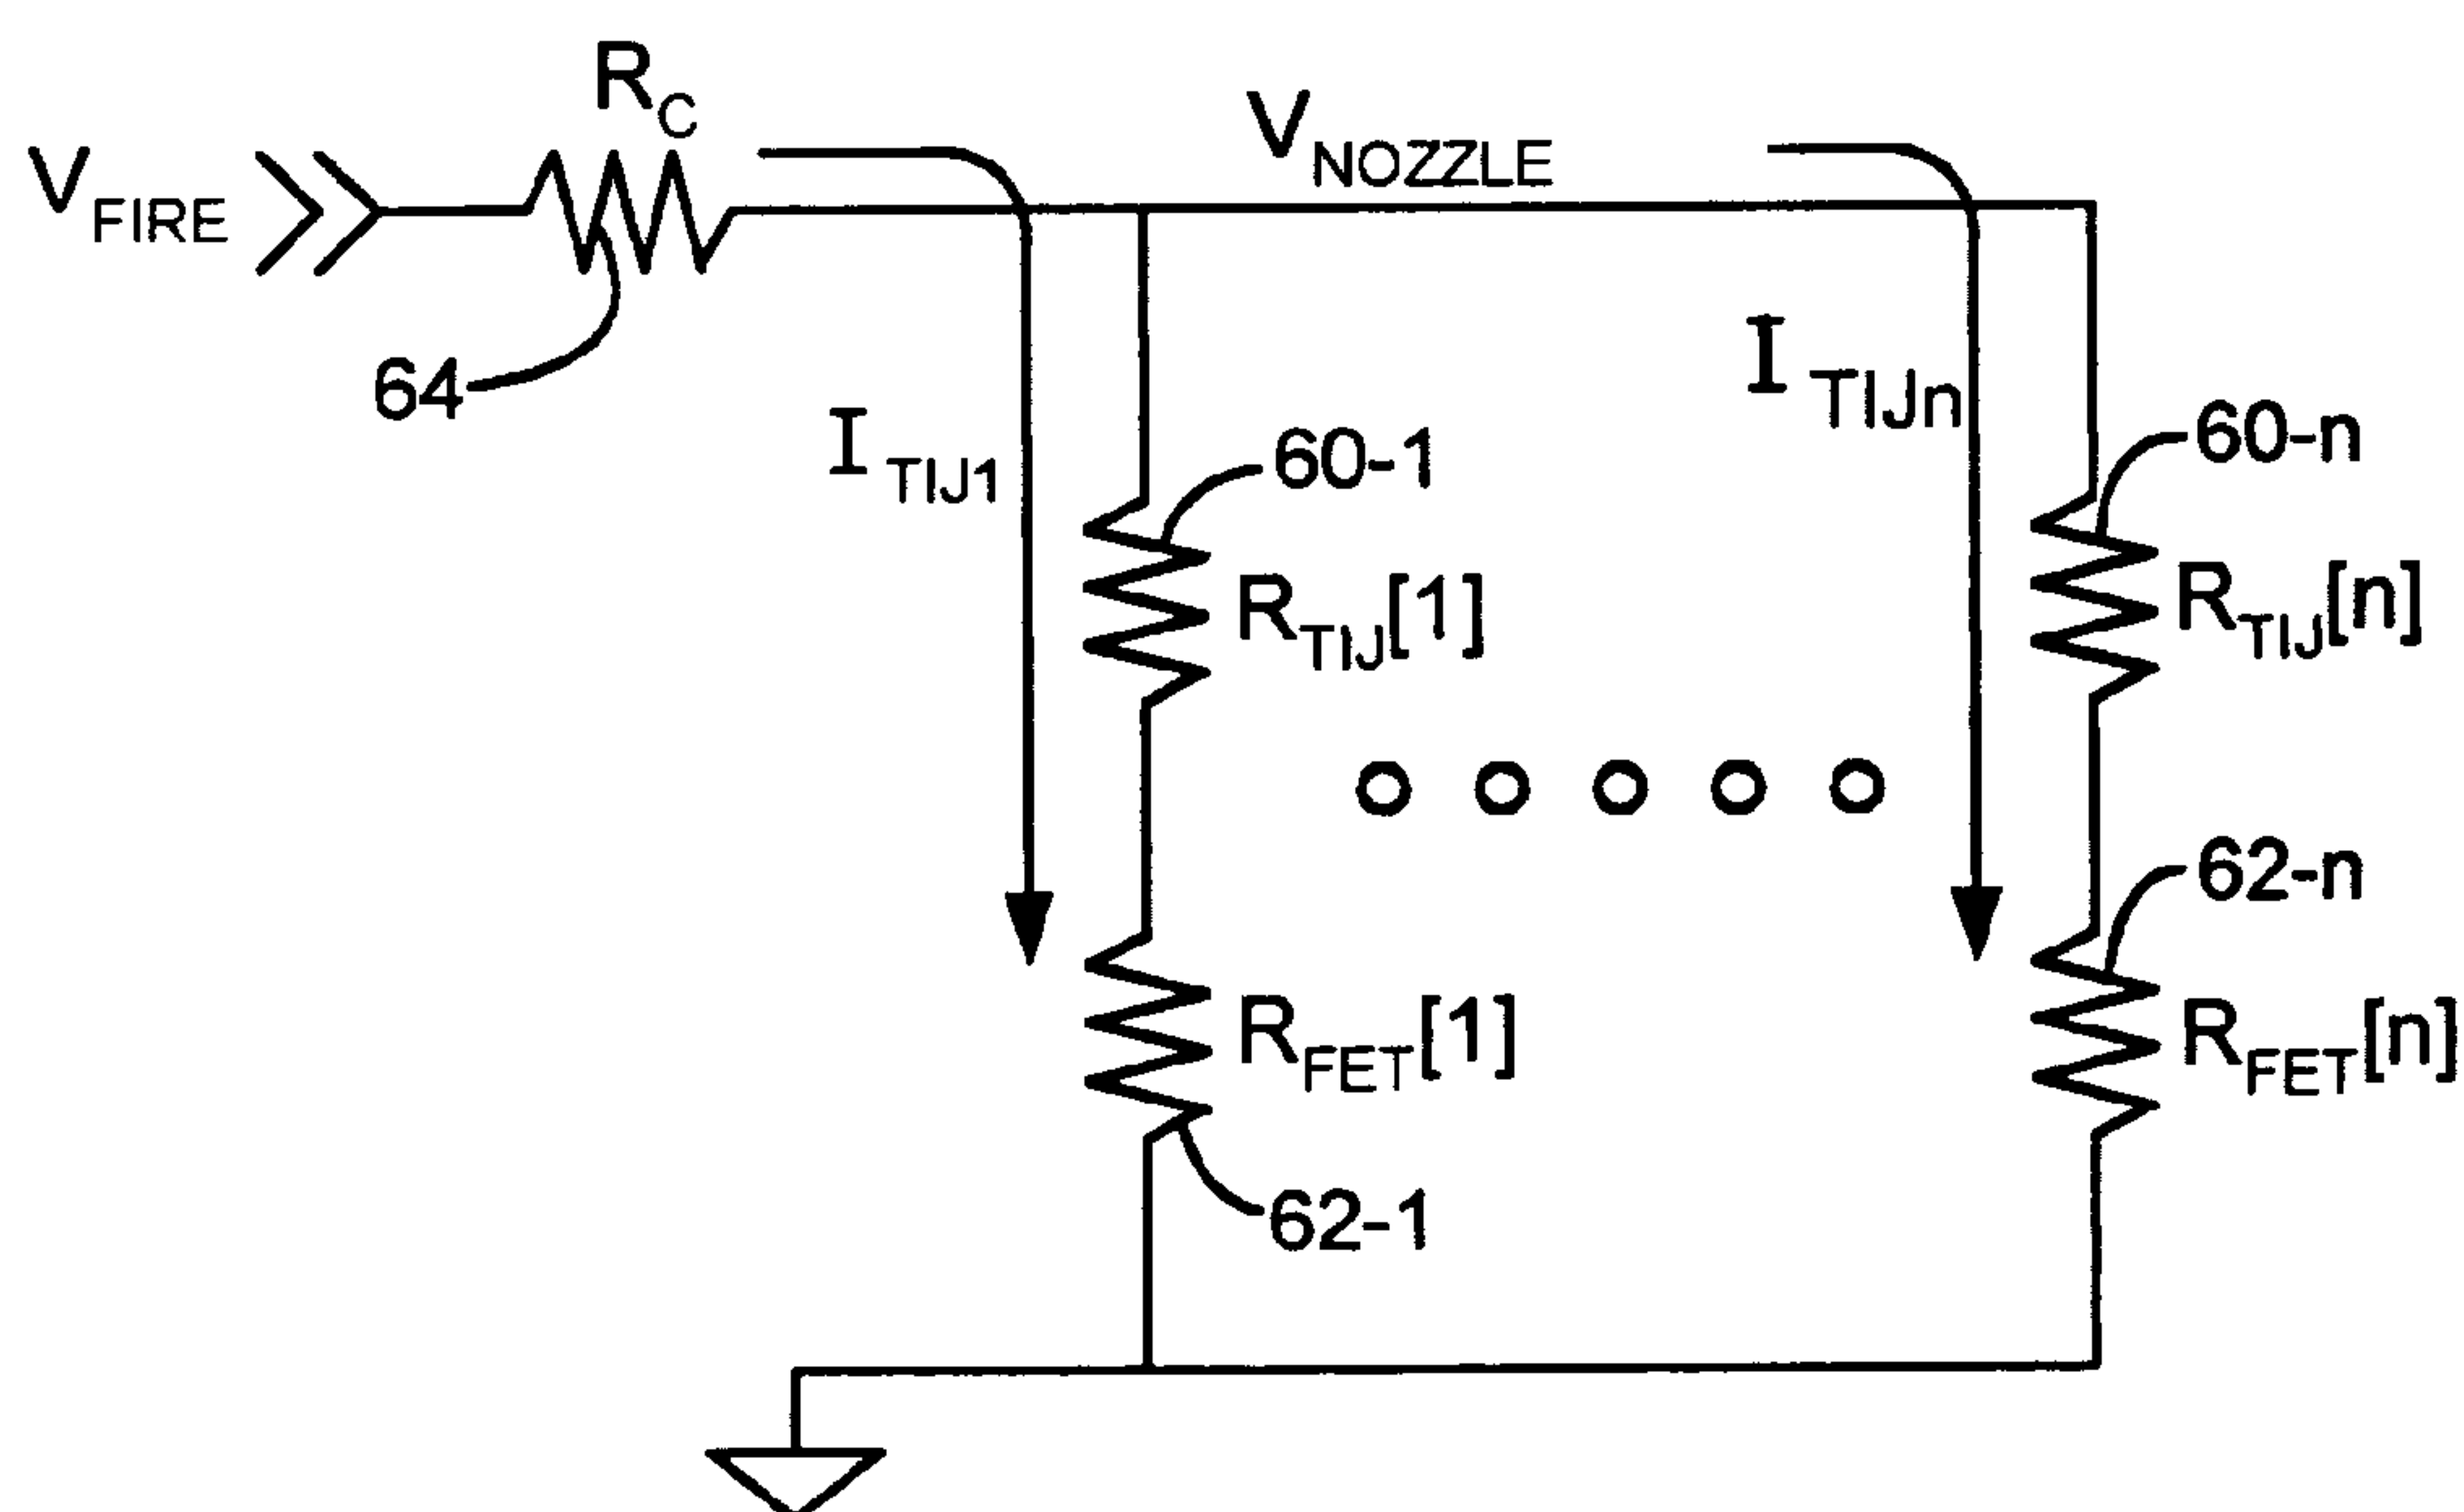 R_C
V_NOZZLE
V_FIRE
64
I_TIJ1
I_TIJn
60-1
60-n
R_TIJ[1]
R_TIJ[n]
62-n
R_FET[1]
R_FET[n]
62-1